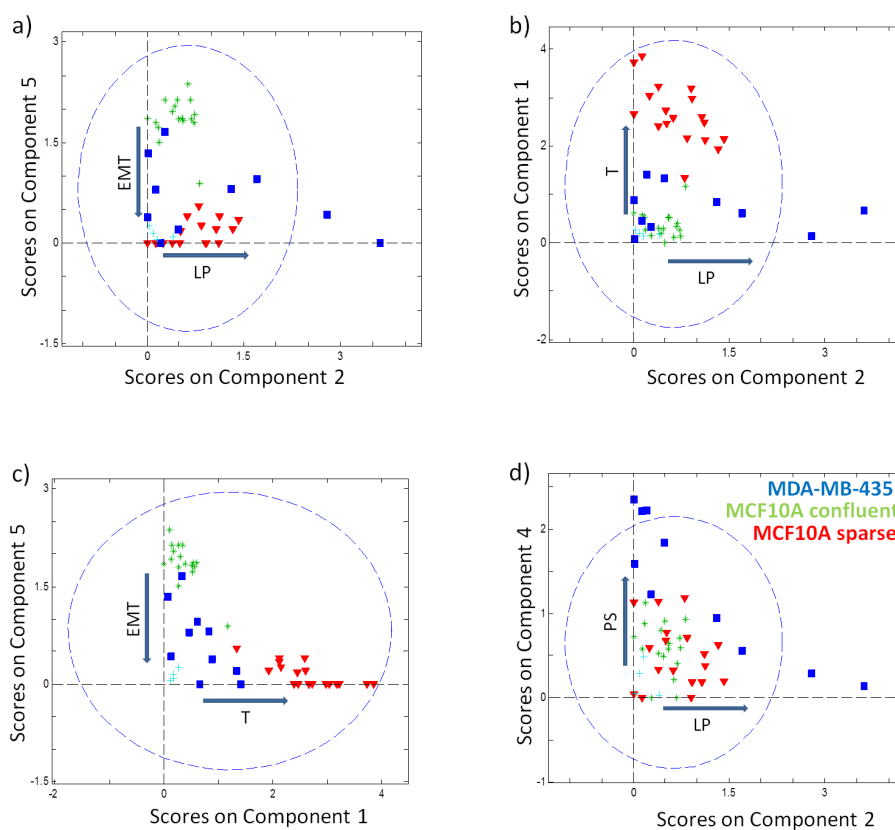 a)
3
1.5
0
-1.5
0
1.5
3
Scores on Component 5
Scores on Component 2
EMT
LP
b)
4
2
0
-2
0
1.5
3
Scores on Component 1
Scores on Component 2
T
LP
c)
3
1.5
0
-1.5
-2
0
2
4
Scores on Component 5
Scores on Component 1
EMT
T
d)
MDA-MB-435
MCF10A confluent
MCF10A sparse
2
1
0
-1
0
1.5
3
Scores on Component 4
Scores on Component 2
PS
LP